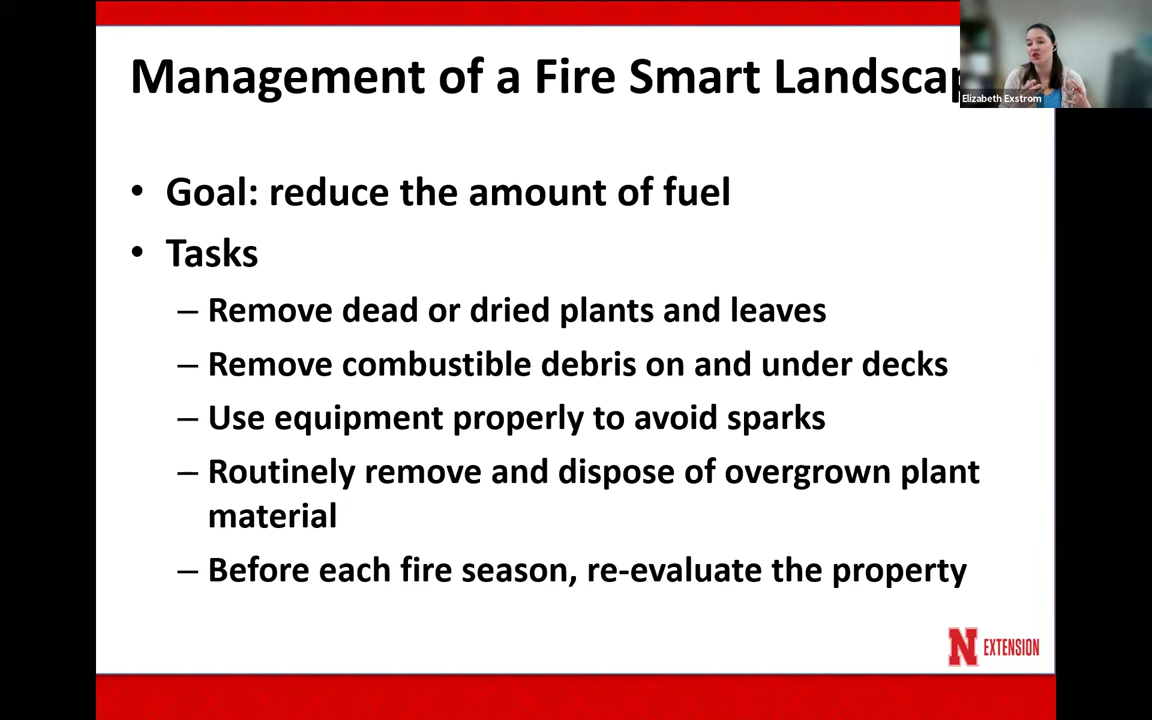 Management of a Fire Smart Landscap
Elizabeth Exstrom
• Goal: reduce the amount of fuel
• Tasks
– Remove dead or dried plants and leaves
– Remove combustible debris on and under decks
– Use equipment properly to avoid sparks
– Routinely remove and dispose of overgrown plant
material
– Before each fire season, re-evaluate the property
N EXTENSION